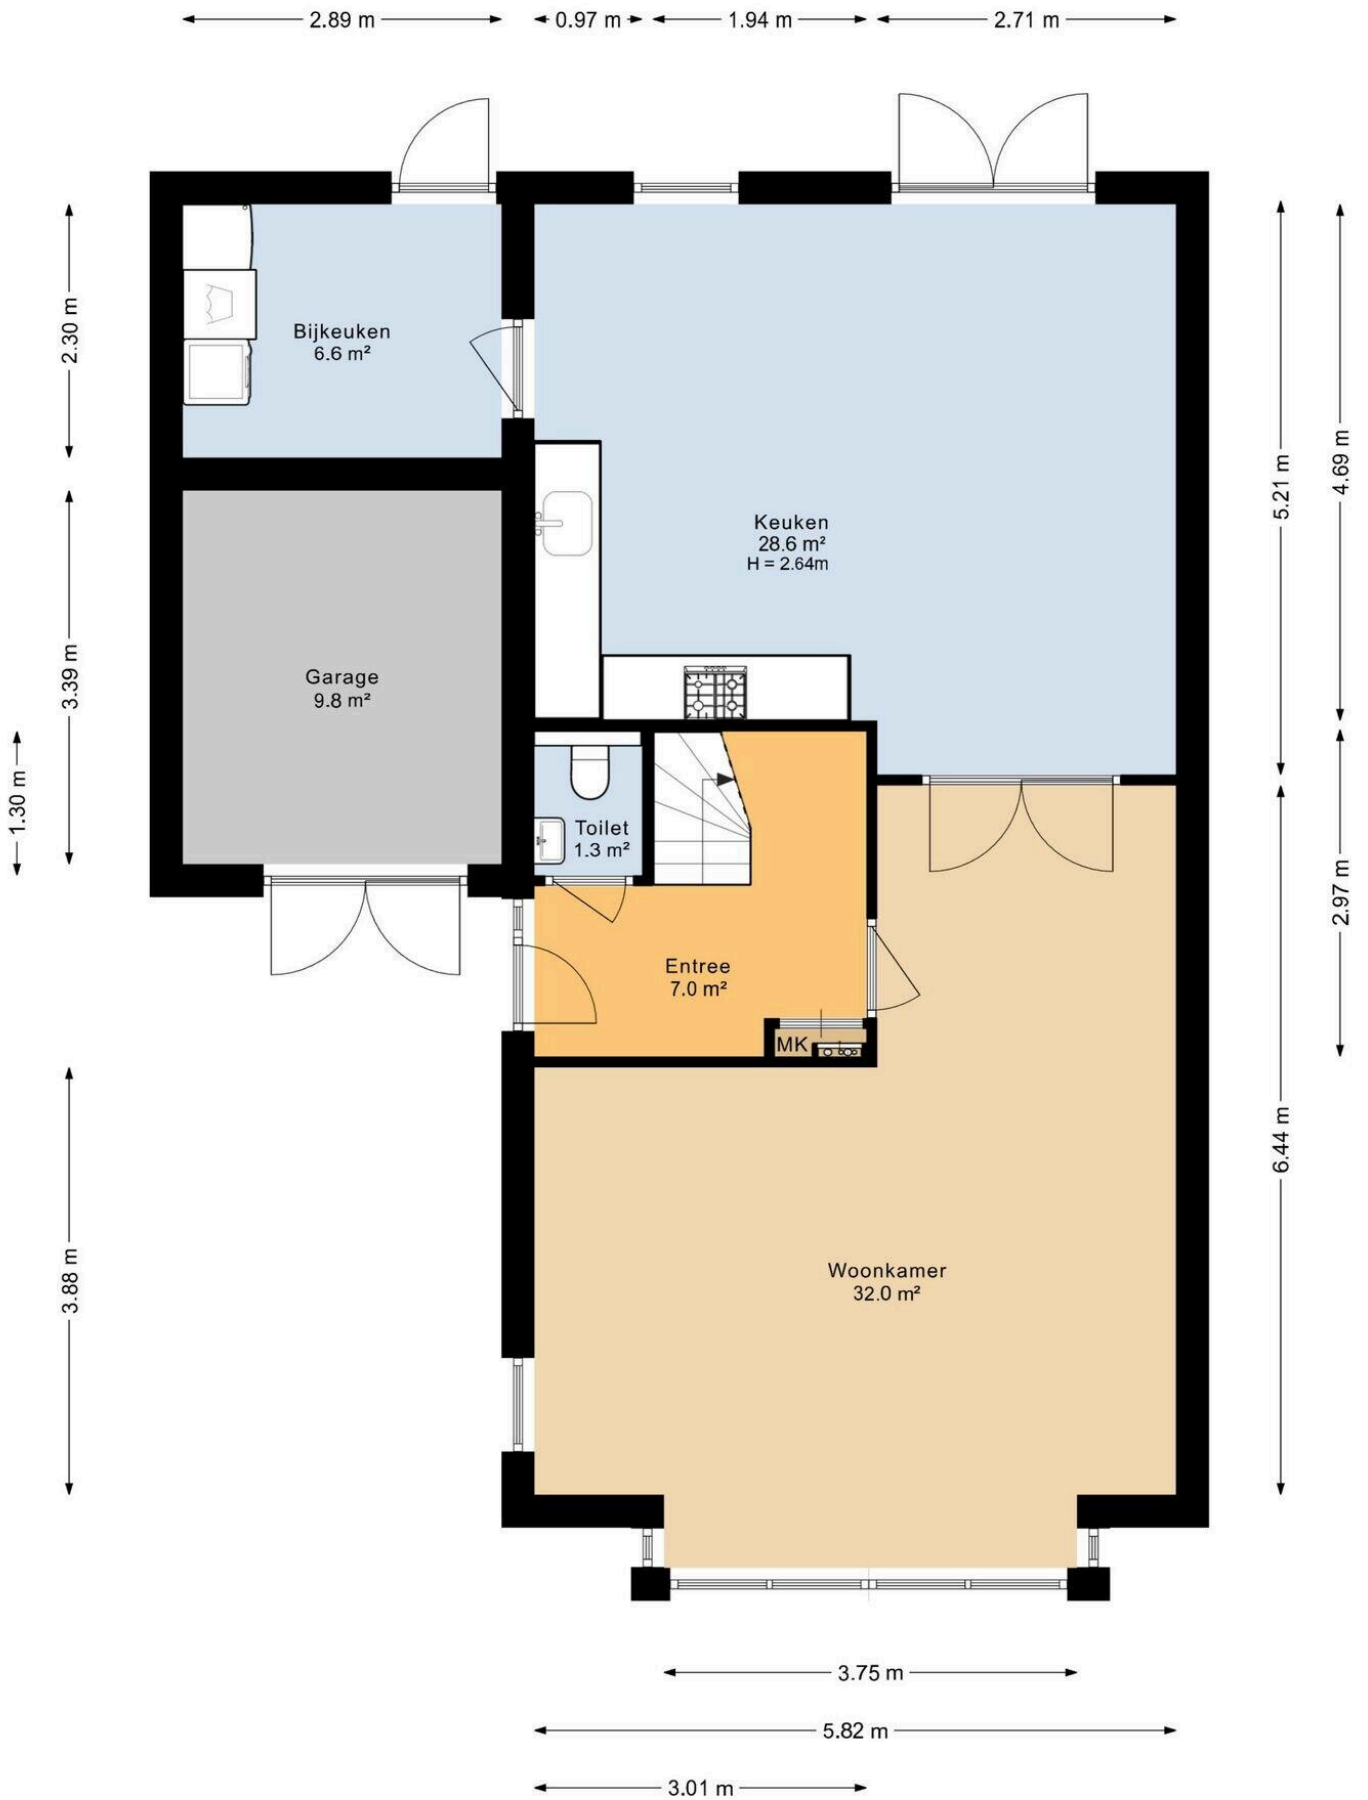 2.89 m
0.97 m
1.94 m
2.71 m
2.30 m
Bijkeuken
6.6 m²
5.21 m
4.69 m
Keuken
28.6 m²
H = 2.64m
3.39 m
Garage
9.8 m²
1.30 m
Toilet
1.3 m²
2.97 m
Entree
7.0 m²
MK
6.44 m
3.88 m
Woonkamer
32.0 m²
3.75 m
5.82 m
3.01 m